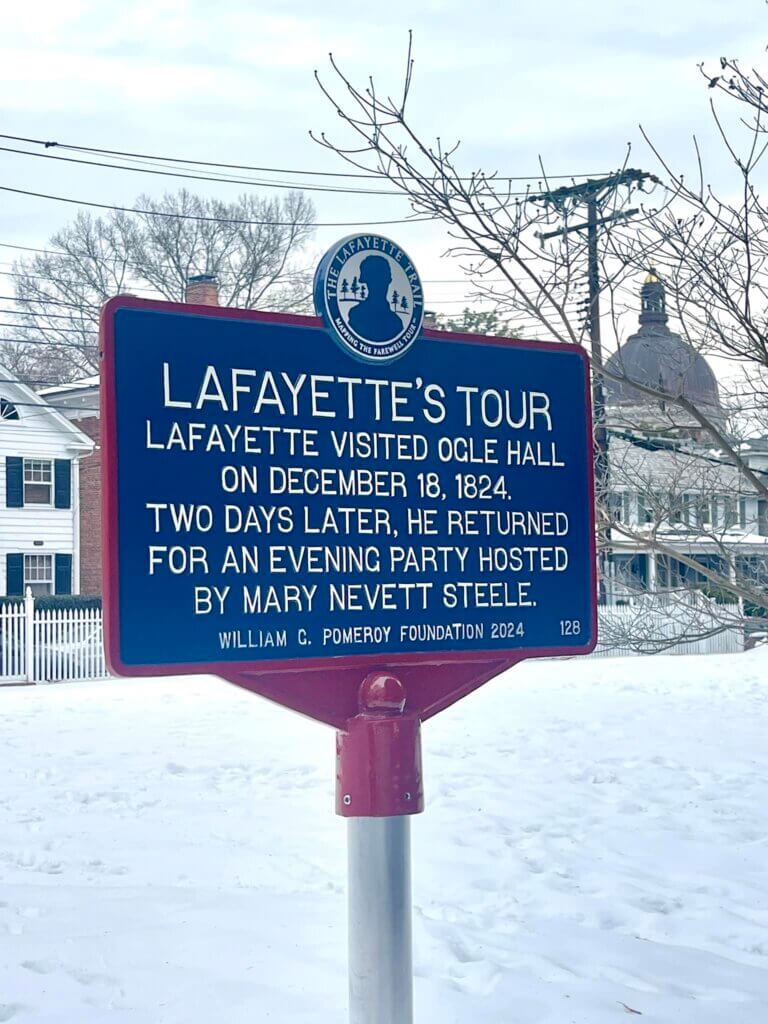 THE LAFAYETTE TRAIL
MAPPING THE FAREWELL TOUR
LAFAYETTE'S TOUR
LAFAYETTE VISITED OGLE HALL
ON DECEMBER 18, 1824.
TWO DAYS LATER, HE RETURNED
FOR AN EVENING PARTY HOSTED
BY MARY NEVETT STEELE.
WILLIAM G. POMEROY FOUNDATION 2024 128